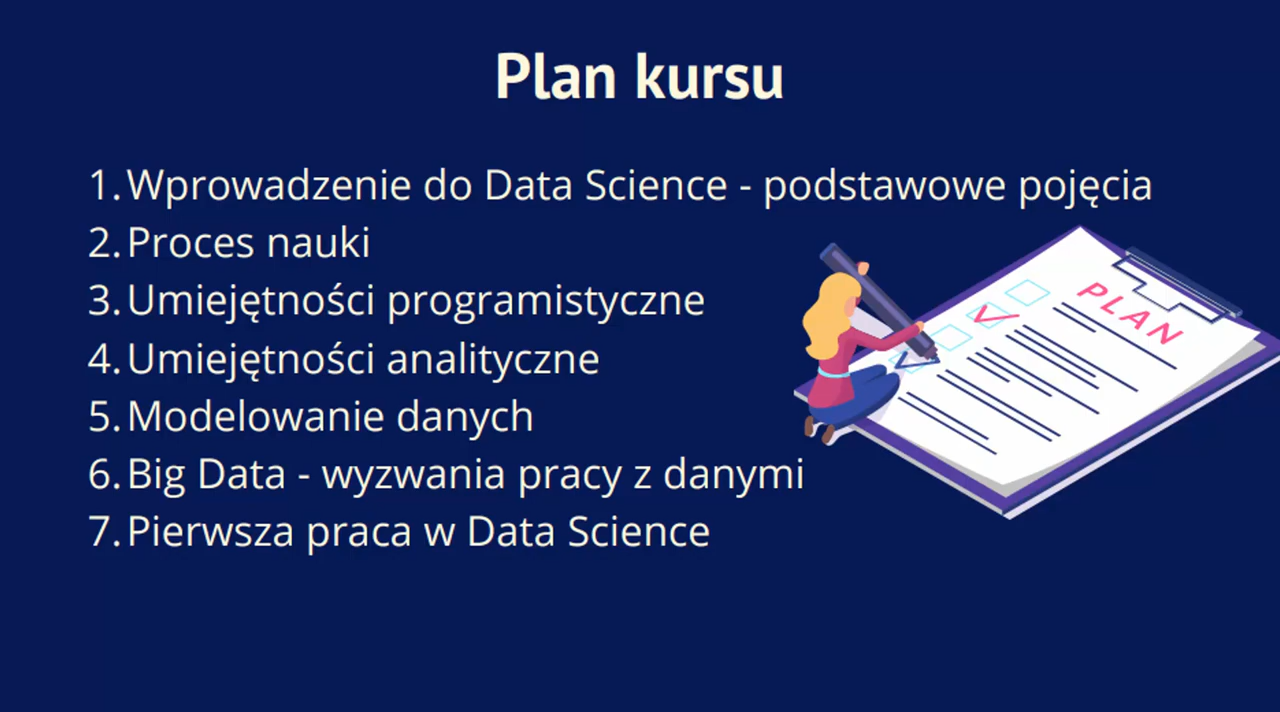 Plan kursu
1. Wprowadzenie do Data Science - podstawowe pojęcia
2. Proces nauki
3. Umiejętności programistyczne
4. Umiejętności analityczne
5. Modelowanie danych
6. Big Data - wyzwania pracy z danymi
7. Pierwsza praca w Data Science
PLAN